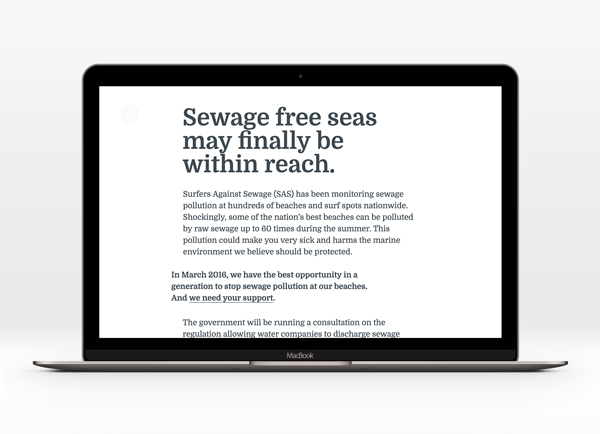 Sewage free seas
may finally be
within reach.
Surfers Against Sewage (SAS) has been monitoring sewage
pollution at hundreds of beaches and surf spots nationwide.
Shockingly, some of the nation's best beaches can be polluted
by raw sewage up to 60 times during the summer. This
pollution could make you very sick and harms the marine
environment we believe should be protected.
In March 2016, we have the best opportunity in a
generation to stop sewage pollution at our beaches.
And we need your support.
The government will be running a consultation on the
regulation allowing water companies to discharge sewage
MacBook